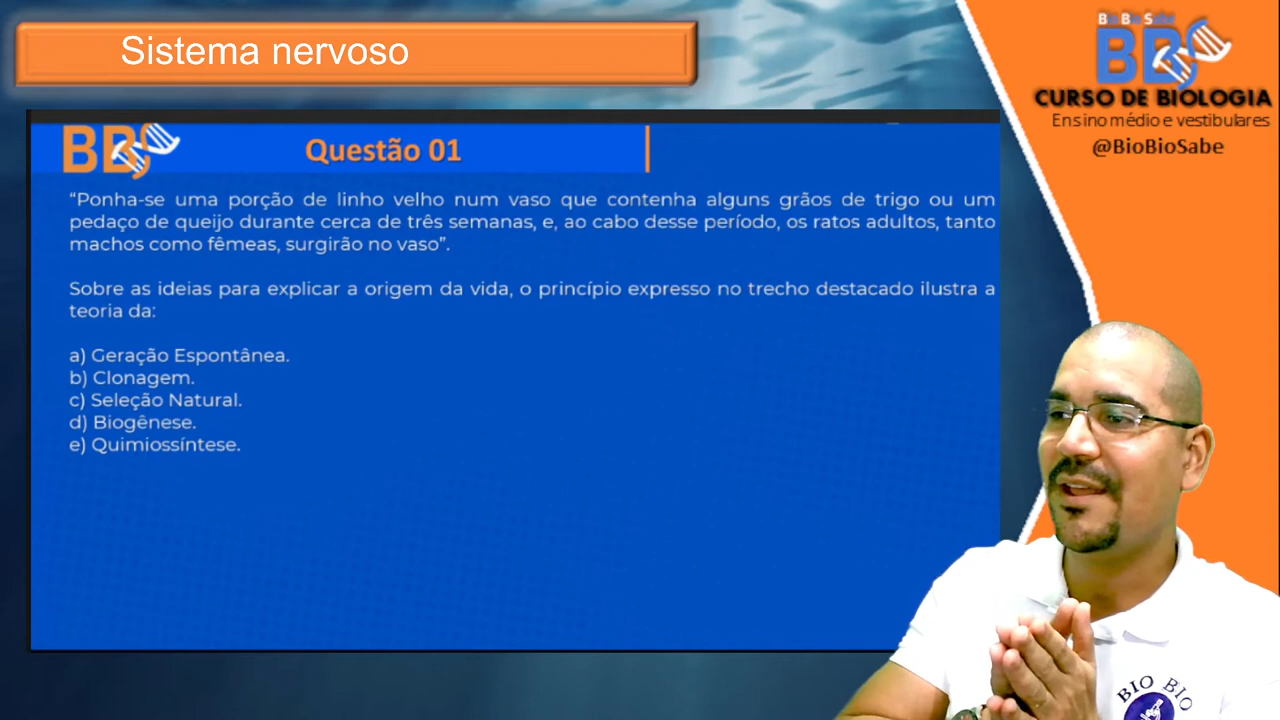 Sistema nervoso
Bio Bio Sabe
BBS
CURSO DE BIOLOGIA
Ensino médio e vestibulares
@BioBioSabe
BBS
Questão 01
“Ponha-se uma porção de linho velho num vaso que contenha alguns grãos de trigo ou um
pedaço de queijo durante cerca de três semanas, e, ao cabo desse período, os ratos adultos, tanto
machos como fêmeas, surgirão no vaso”.
Sobre as ideias para explicar a origem da vida, o princípio expresso no trecho destacado ilustra a
teoria da:
a) Geração Espontânea.
b) Clonagem.
c) Seleção Natural.
d) Biogênese.
e) Quimiossíntese.
BIO BIO